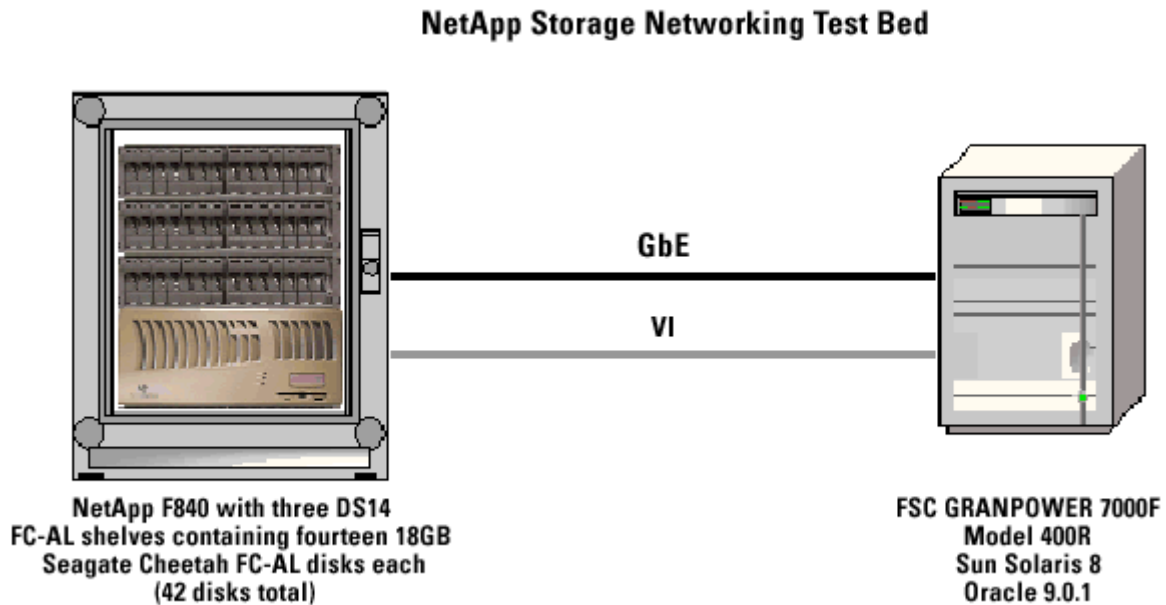 NetApp Storage Networking Test Bed
GbE
VI
NetApp F840 with three DS14
FC-AL shelves containing fourteen 18GB
Seagate Cheetah FC-AL disks each
(42 disks total)
FSC GRANPOWER 7000F
Model 400R
Sun Solaris 8
Oracle 9.0.1